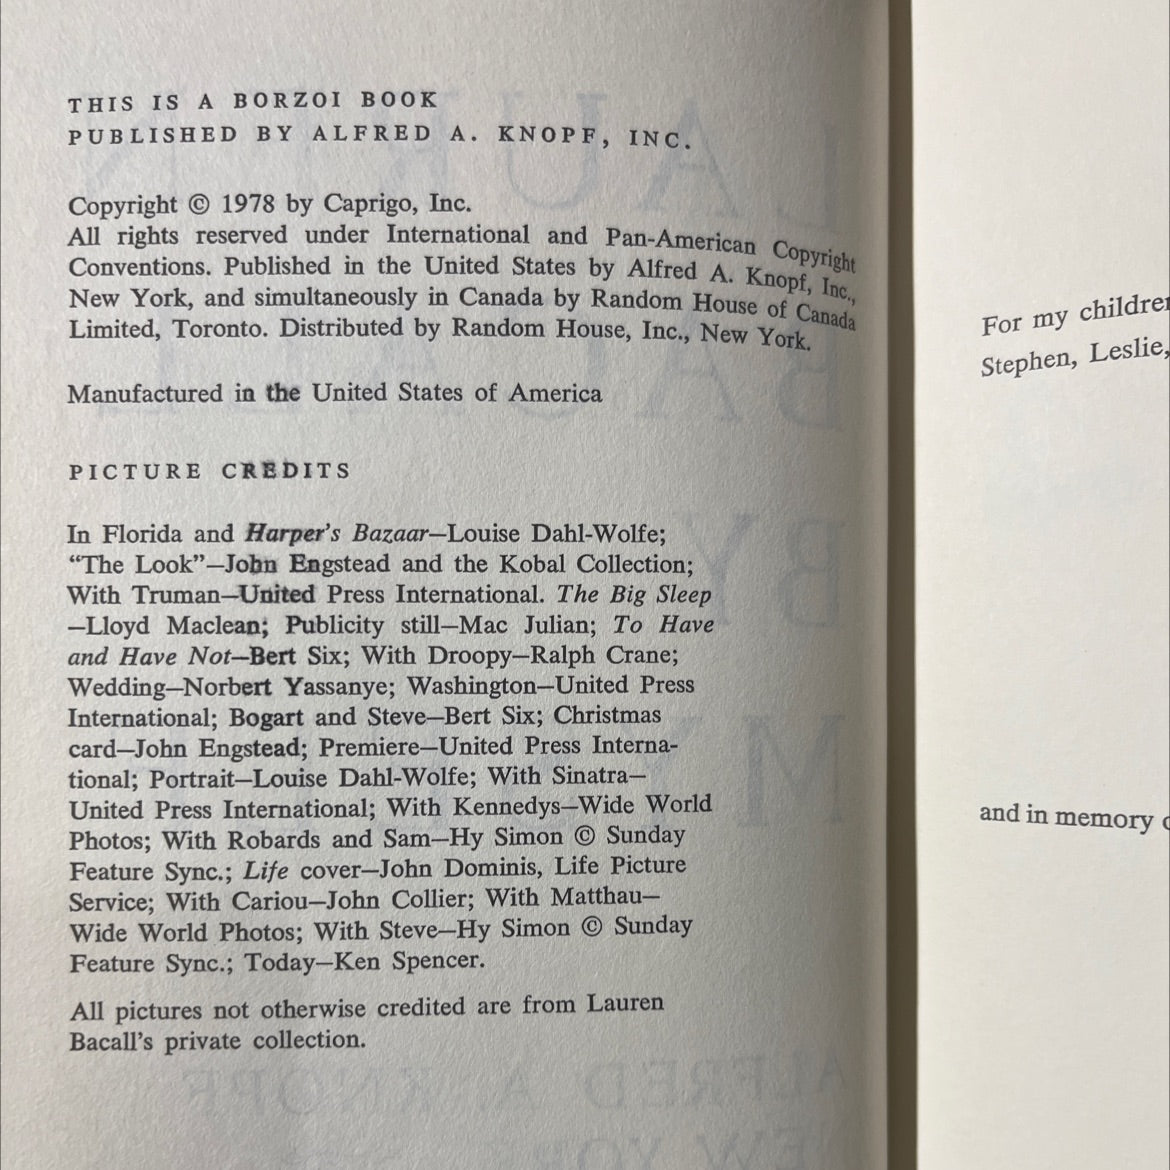 THIS IS A BORZOI BOOK
PUBLISHED BY ALFRED A. KNOPF, INC.
Copyright © 1978 by Caprigo, Inc.
All rights reserved under International and Pan-American Copyright
Conventions. Published in the United States by Alfred A. Knopf, Inc.,
New York, and simultaneously in Canada by Random House of Canada
Limited, Toronto. Distributed by Random House, Inc., New York.
Manufactured in the United States of America
PICTURE CREDITS
In Florida and Harper's Bazaar—Louise Dahl-Wolfe;
“The Look”—John Engstead and the Kobal Collection;
With Truman—United Press International. The Big Sleep
—Lloyd Maclean; Publicity still—Mac Julian; To Have
and Have Not—Bert Six; With Droopy—Ralph Crane;
Wedding—Norbert Yassanye; Washington—United Press
International; Bogart and Steve—Bert Six; Christmas
card—John Engstead; Premiere—United Press Interna-
tional; Portrait—Louise Dahl-Wolfe; With Sinatra—
United Press International; With Kennedys—Wide World
Photos; With Robards and Sam—Hy Simon © Sunday
Feature Sync.; Life cover—John Dominis, Life Picture
Service; With Cariou—John Collier; With Matthau—
Wide World Photos; With Steve—Hy Simon © Sunday
Feature Sync.; Today—Ken Spencer.
All pictures not otherwise credited are from Lauren
Bacall's private collection.
For my children
Stephen, Leslie,
and in memory